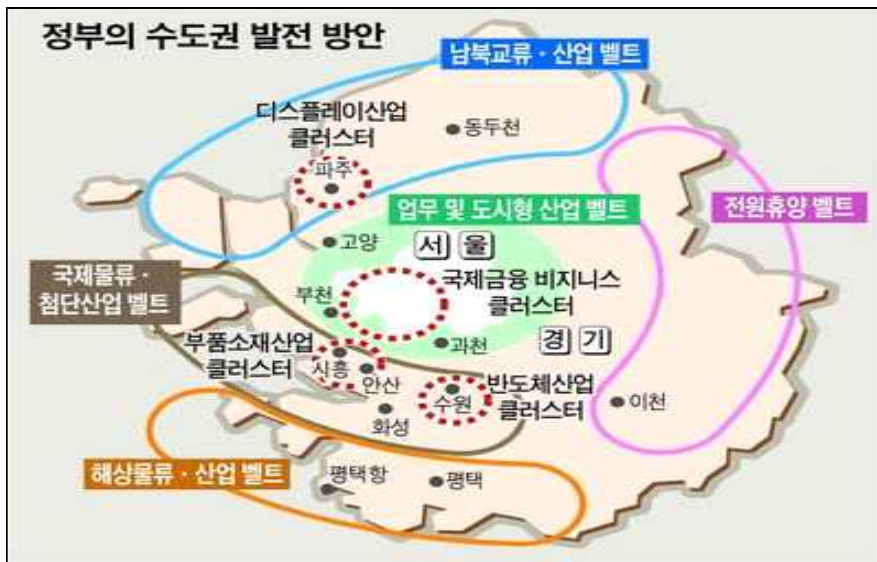 정부의 수도권 발전 방안
남북교류·산업 벨트
디스플레이산업
클러스터
동두천
파주
업무 및 도시형 산업 벨트
전원휴양 벨트
고양
서울
국제물류·
첨단산업 벨트
국제금융 비지니스
클러스터
부천
부품소재산업
클러스터
과천
경기
시흥
안산
반도체산업
클러스터
수원
이천
화성
해상물류·산업 벨트
평택항
평택